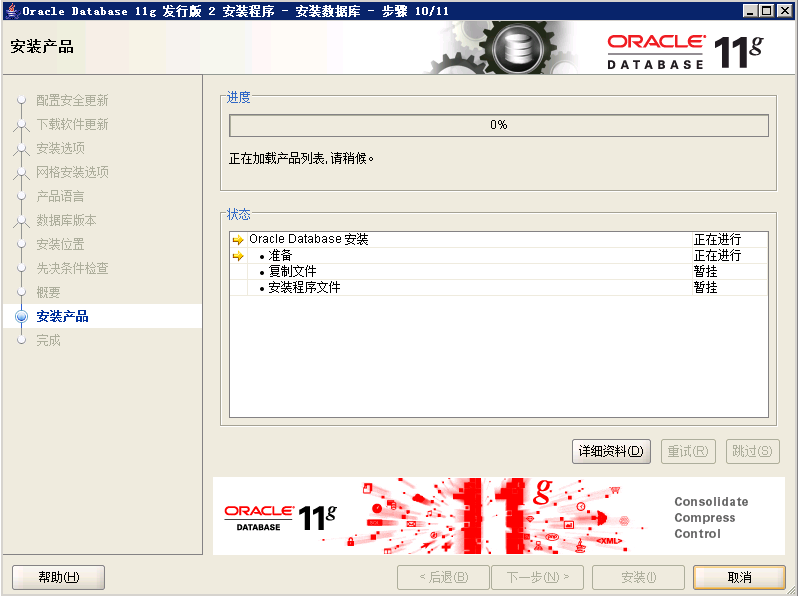 Oracle Database 11g 发行版 2 安装程序 - 安装数据库 - 步骤 10/11
安装产品
ORACLE
DATABASE
11g
配置安全更新
下载软件更新
安装选项
网格安装选项
产品语言
数据库版本
安装位置
先决条件检查
概要
安装产品
完成
进度
0%
正在加载产品列表,请稍候。
状态
Oracle Database 安装 正在进行
准备 正在进行
复制文件 暂挂
安装程序文件 暂挂
详细资料(D) 重试(R) 跳过(S)
ORACLE
DATABASE
11g
11g
<XML>
Consolidate
Compress
Control
帮助(H) < 后退(B) 下一步(N) > 安装(I) 取消